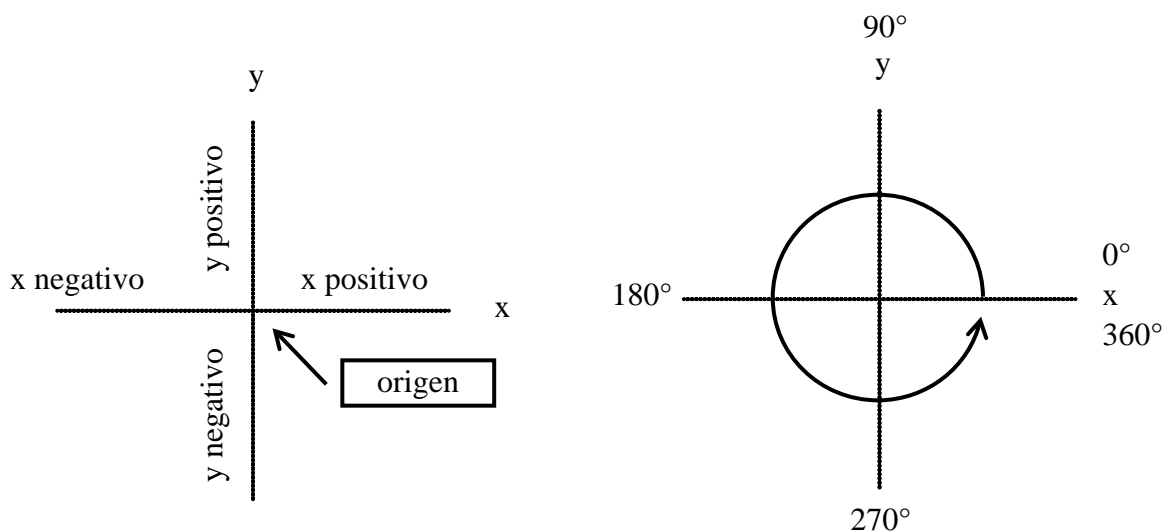 y
y positivo
x negativo
x positivo
x
origen
y negativo
90°
y
180°
0°
x
360°
270°